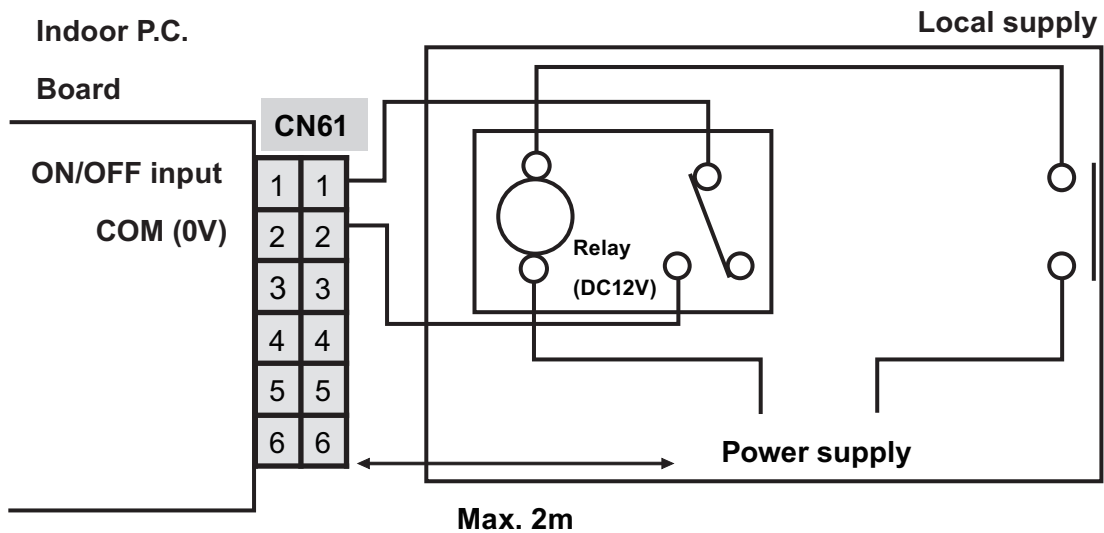 Indoor P.C.
Board
Local supply
CN61
ON/OFF input
1 1
COM (0V)
2 2
3 3
4 4
5 5
6 6
Relay
(DC12V)
Power supply
Max. 2m